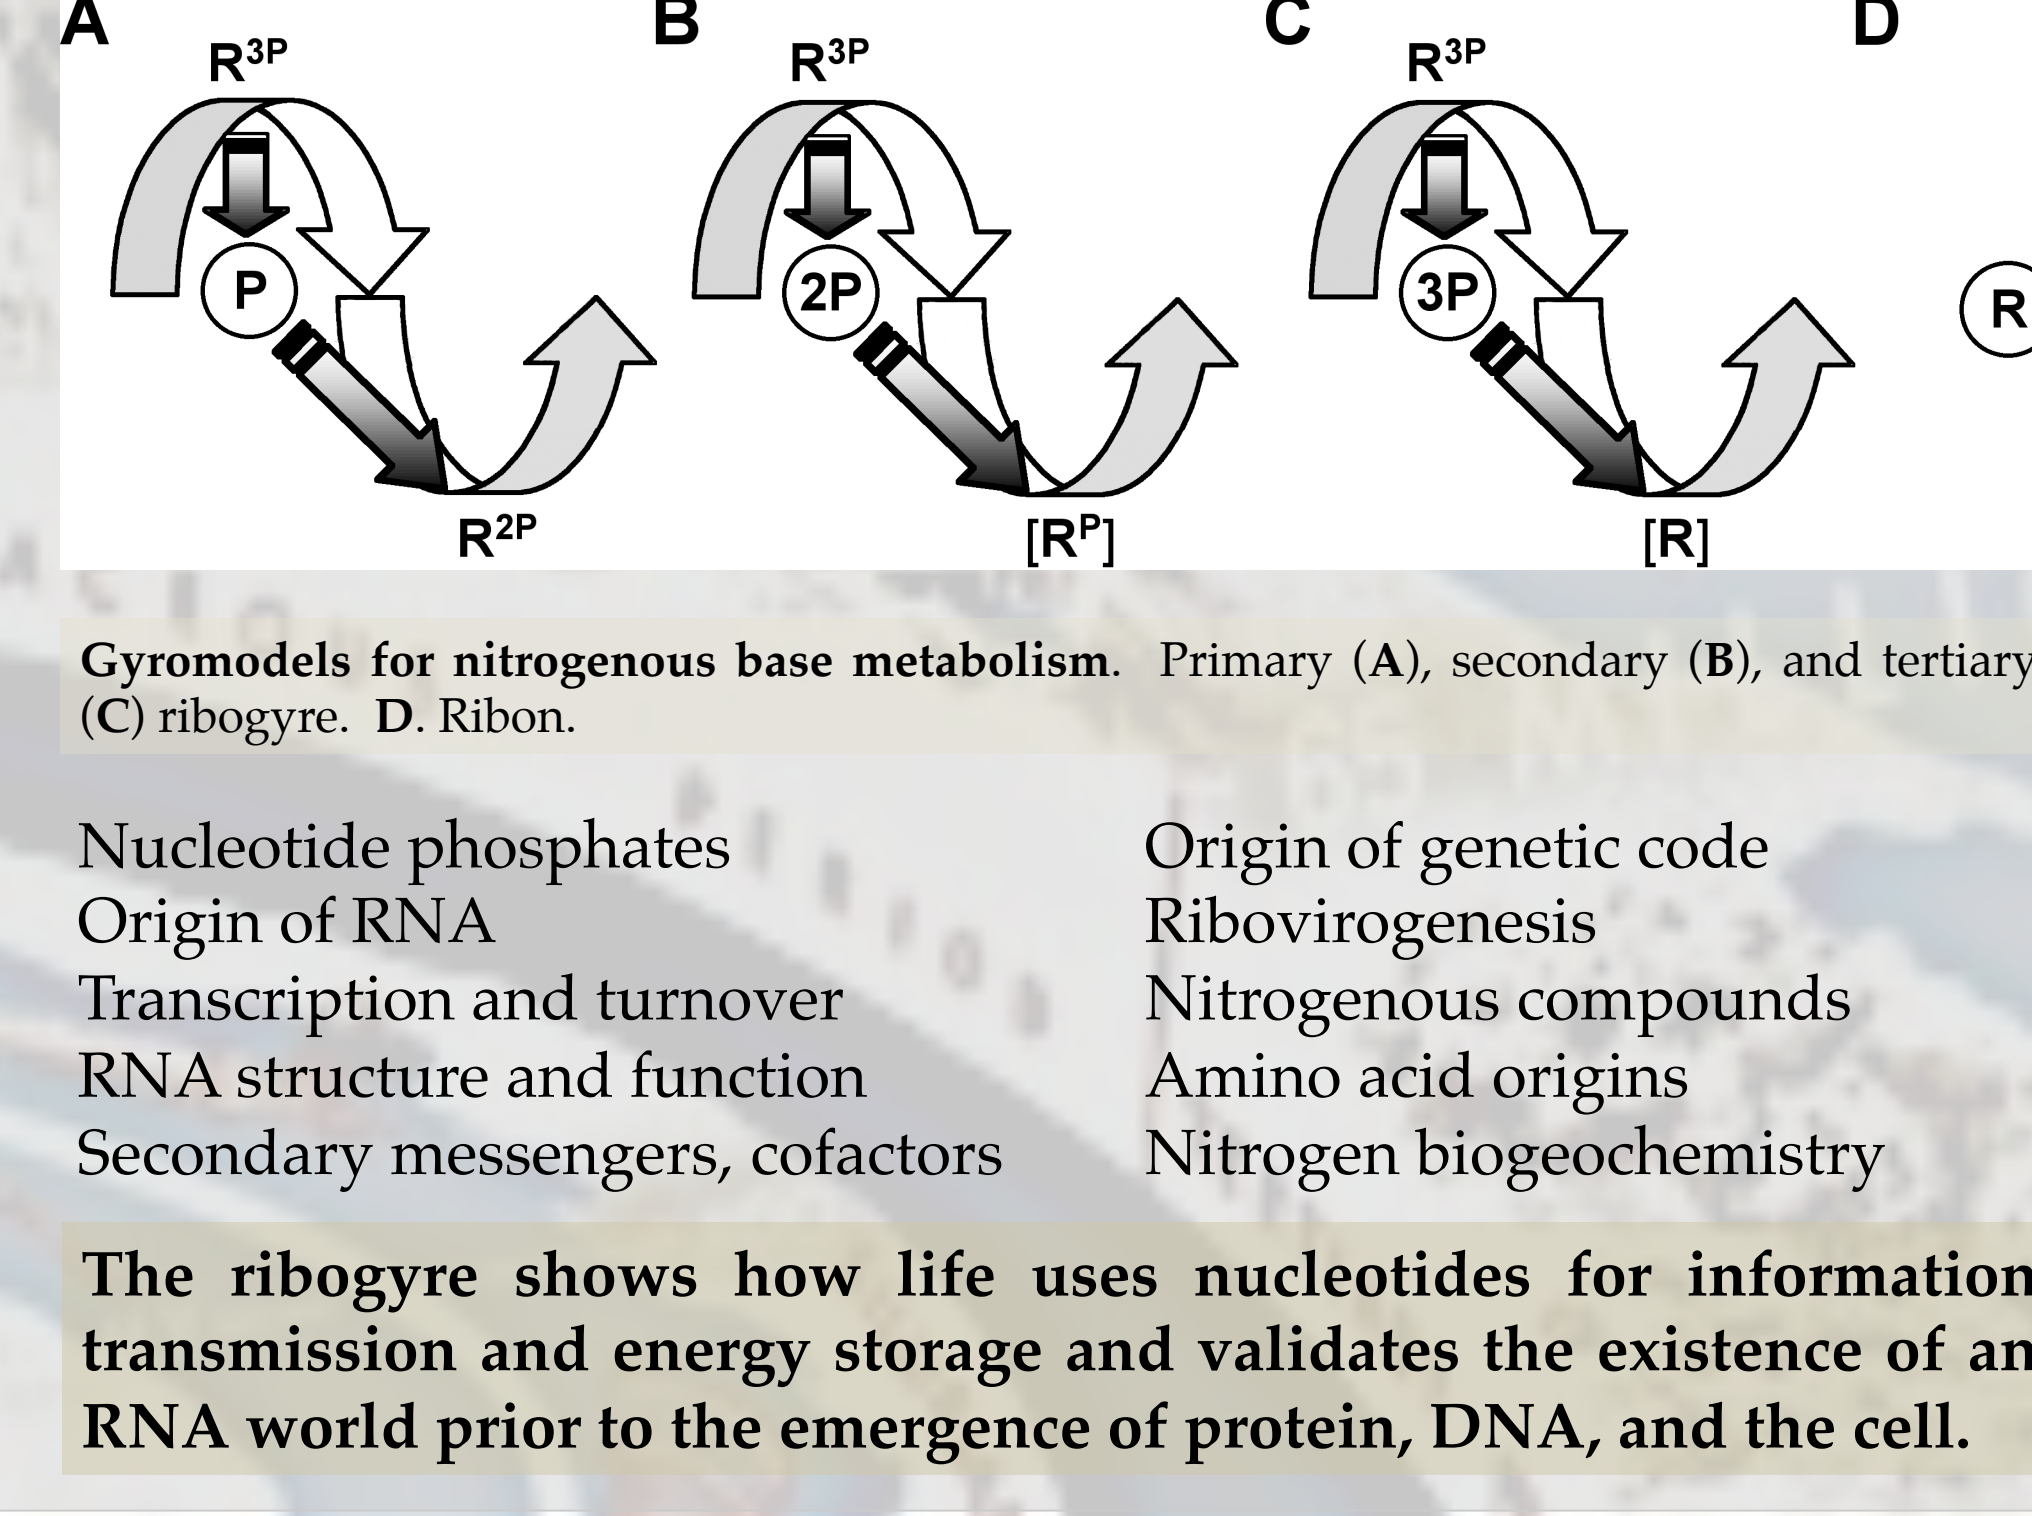 A B C D
R3P R3P R3P
P 2P 3P R
R2P [RP] [R]
Gyromodels for nitrogenous base metabolism. Primary (A), secondary (B), and tertiary
(C) ribogyre. D. Ribon.
Nucleotide phosphates
Origin of RNA
Transcription and turnover
RNA structure and function
Secondary messengers, cofactors
Origin of genetic code
Ribovirogenesis
Nitrogenous compounds
Amino acid origins
Nitrogen biogeochemistry
The ribogyre shows how life uses nucleotides for information
transmission and energy storage and validates the existence of an
RNA world prior to the emergence of protein, DNA, and the cell.